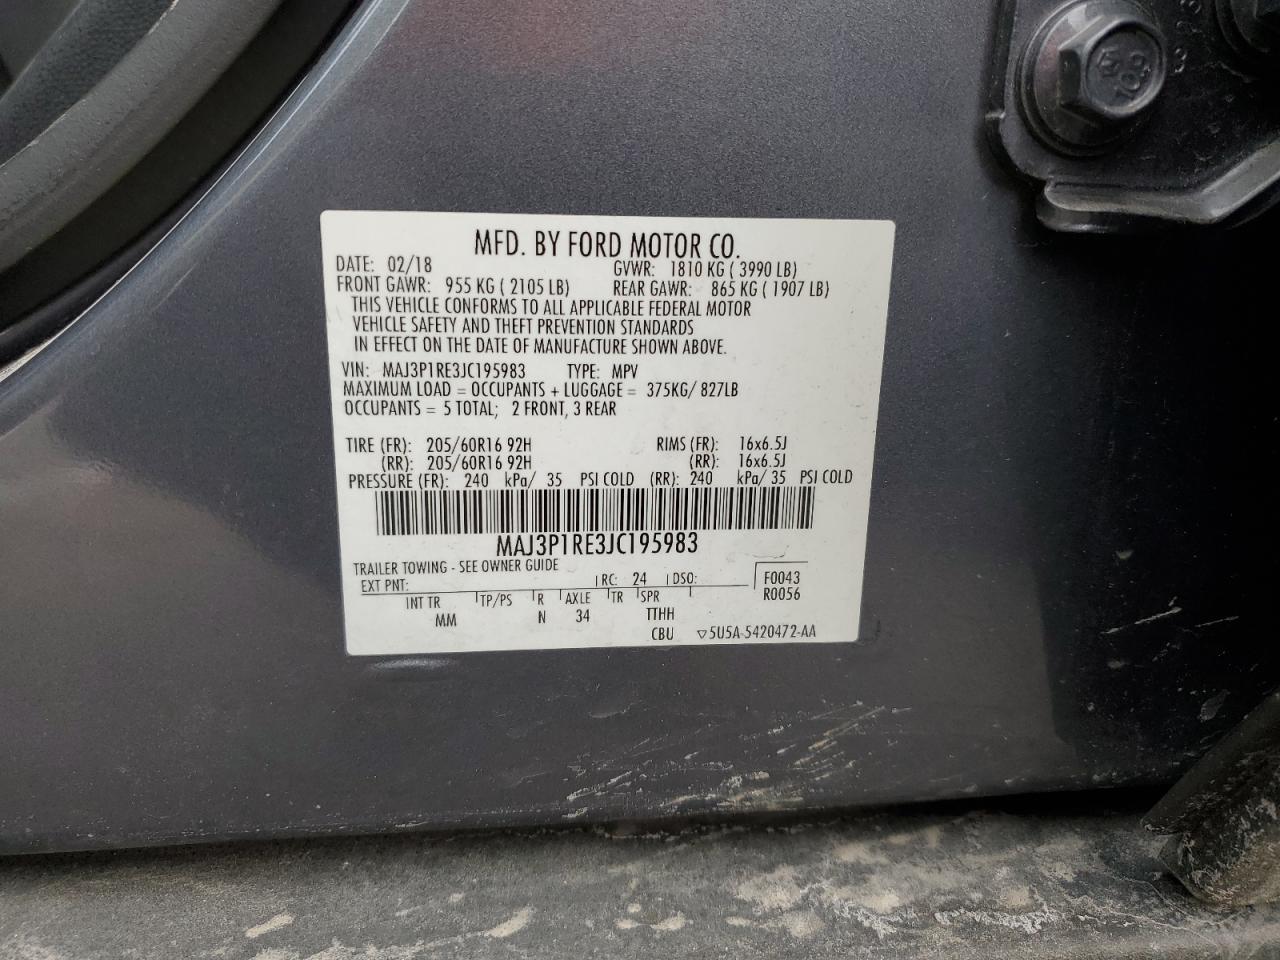 MFD. BY FORD MOTOR CO.
DATE: 02/18 GVWR: 1810 KG ( 3990 LB)
FRONT GAWR: 955 KG ( 2105 LB) REAR GAWR: 865 KG ( 1907 LB)
THIS VEHICLE CONFORMS TO ALL APPLICABLE FEDERAL MOTOR
VEHICLE SAFETY AND THEFT PREVENTION STANDARDS
IN EFFECT ON THE DATE OF MANUFACTURE SHOWN ABOVE.
VIN: MAJ3P1RE3JC195983 TYPE: MPV
MAXIMUM LOAD = OCCUPANTS + LUGGAGE = 375KG/ 827LB
OCCUPANTS = 5 TOTAL; 2 FRONT, 3 REAR
TIRE (FR): 205/60R16 92H RIMS (FR): 16x6.5J
(RR): 205/60R16 92H (RR): 16x6.5J
PRESSURE (FR): 240 kPa/ 35 PSI COLD (RR): 240 kPa/ 35 PSI COLD
MAJ3P1RE3JC195983
TRAILER TOWING - SEE OWNER GUIDE
EXT PNT: RC: 24 DSO: F0043
R0056
INT TR TP/PS R AXLE TR SPR
MM N 34 TTHH
CBU ▽5U5A-5420472-AA